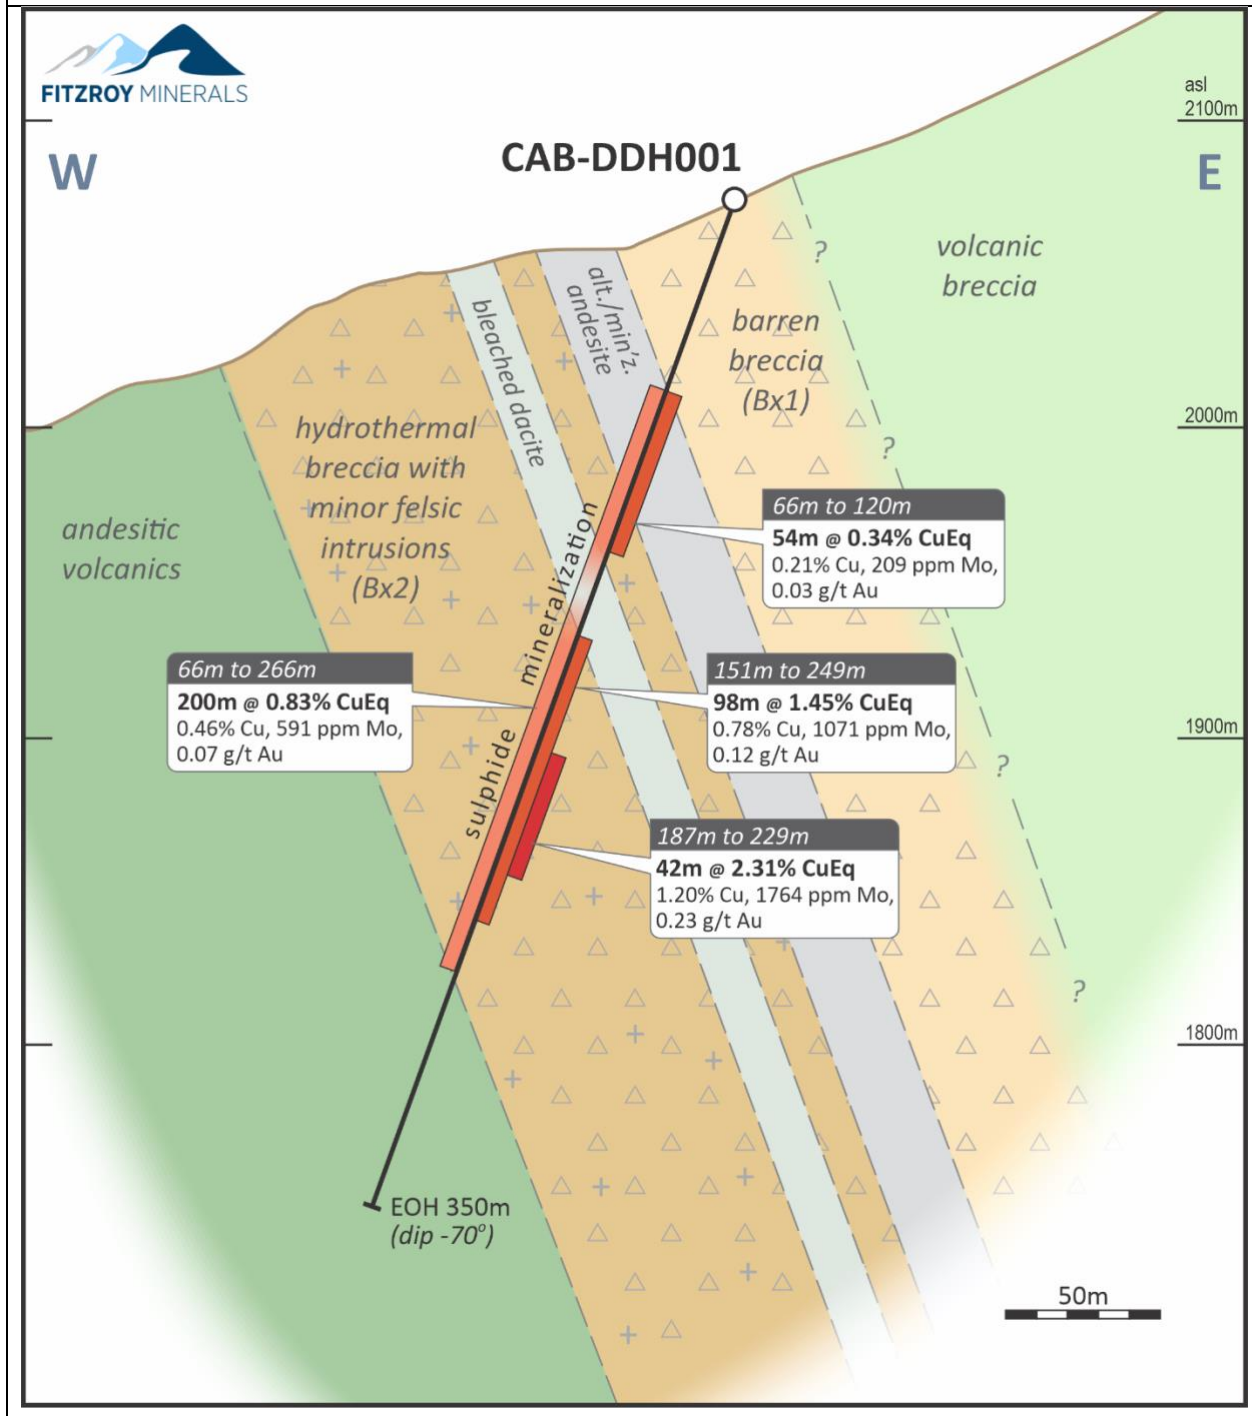 FITZROY MINERALS
asl
2100m
W
CAB-DDH001
E
volcanic
breccia
?
alt./min'z.
andesite
bleached dacite
barren
breccia
(Bx1)
2000m
?
hydrothermal
breccia with
minor felsic
intrusions
(Bx2)
andesitic
volcanics
sulphide mineralization
66m to 120m
54m @ 0.34% CuEq
0.21% Cu, 209 ppm Mo,
0.03 g/t Au
66m to 266m
200m @ 0.83% CuEq
0.46% Cu, 591 ppm Mo,
0.07 g/t Au
151m to 249m
98m @ 1.45% CuEq
0.78% Cu, 1071 ppm Mo,
0.12 g/t Au
1900m
?
187m to 229m
42m @ 2.31% CuEq
1.20% Cu, 1764 ppm Mo,
0.23 g/t Au
?
1800m
EOH 350m
(dip -70°)
50m